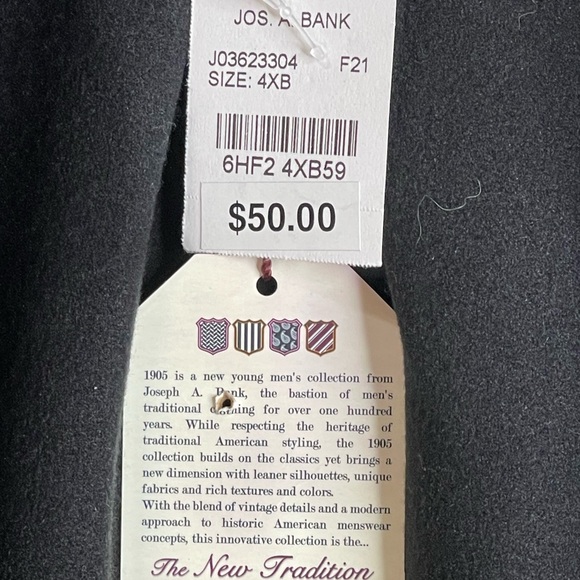 JOS. A. BANK
J03623304 F21
SIZE: 4XB
6HF2 4XB59
$50.00
1905 is a new young men's collection from
Joseph A. the bastion of men's
traditional for over one hundred
years. While respecting the heritage of
traditional American styling, the 1905
collection builds on the classics yet brings a
new dimension with leaner silhouettes, unique
fabrics and rich textures and colors.
With the blend of vintage details and a modern
approach to historic American menswear
concepts, this innovative collection is the...
The New Tradition